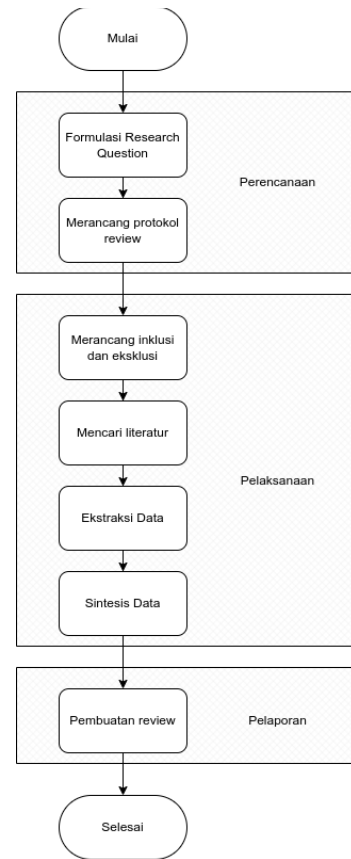 Mulai
Formulasi Research
Question
Perencanaan
Merancang protokol
review
Merancang inklusi
dan eksklusi
Mencari literatur
Pelaksanaan
Ekstraksi Data
Sintesis Data
Pembuatan review
Pelaporan
Selesai